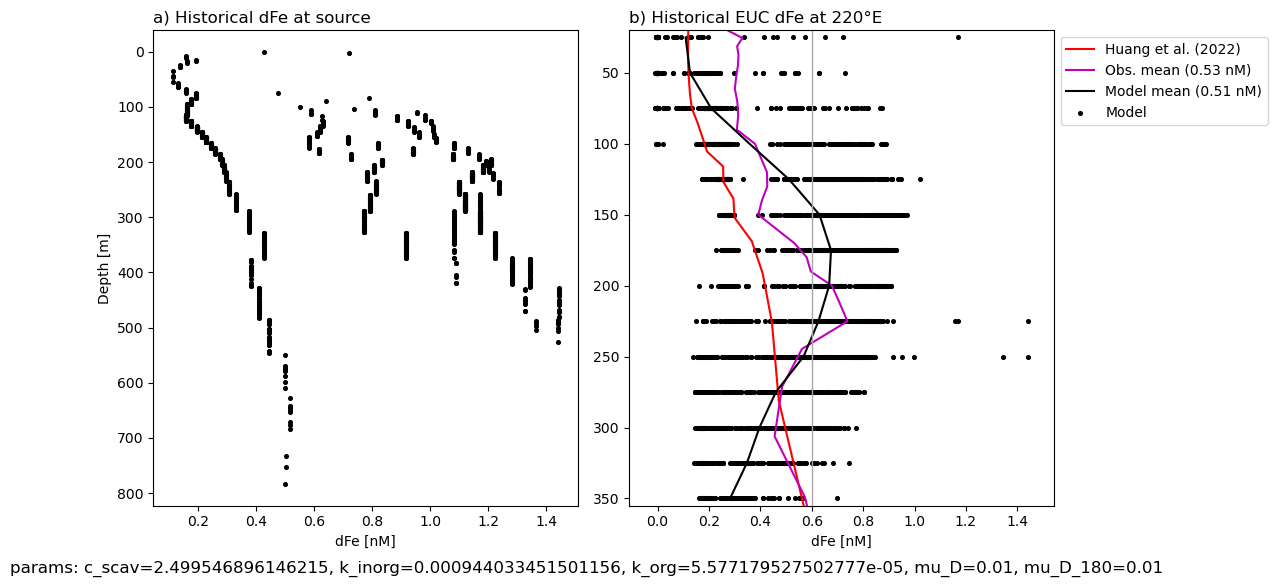 a) Historical dFe at source
0
100
200
300
400
500
600
700
800
Depth [m]
0.2 0.4 0.6 0.8 1.0 1.2 1.4
dFe [nM]
b) Historical EUC dFe at 220°E
50
100
150
200
250
300
350
0.0 0.2 0.4 0.6 0.8 1.0 1.2 1.4
dFe [nM]
Huang et al. (2022)
Obs. mean (0.53 nM)
Model mean (0.51 nM)
Model
params: c_scav=2.499546896146215, k_inorg=0.000944033451501156, k_org=5.577179527502777e-05, mu_D=0.01, mu_D_180=0.01